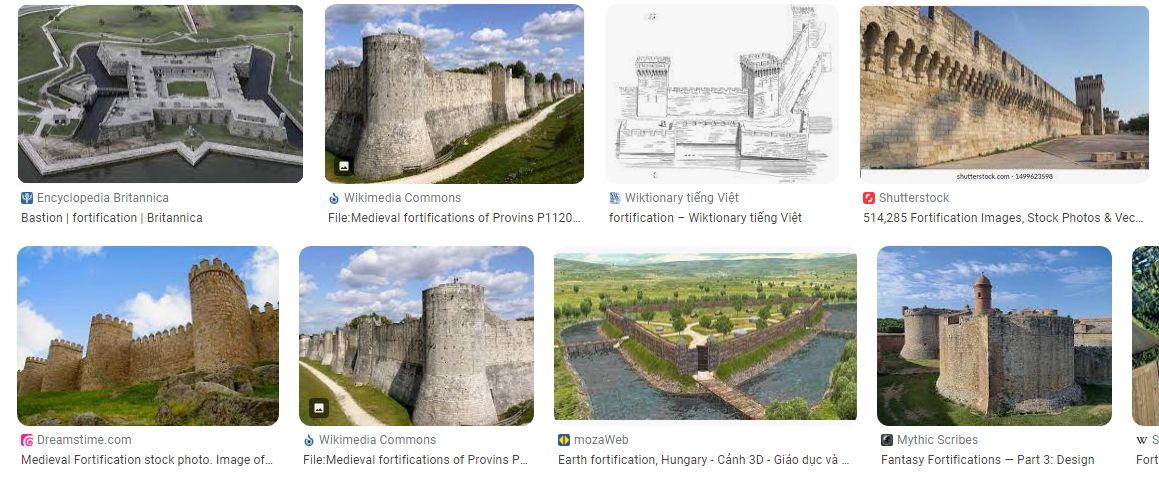 shutterstock.com · 1499623598
Encyclopedia Britannica
Bastion | fortification | Britannica
Wikimedia Commons
File:Medieval fortifications of Provins P1120...
Wiktionary tiếng Việt
fortification – Wiktionary tiếng Việt
Shutterstock
514,285 Fortification Images, Stock Photos & Vec...
Dreamstime.com
Medieval Fortification stock photo. Image of...
Wikimedia Commons
File:Medieval fortifications of Provins P...
mozaWeb
Earth fortification, Hungary - Cảnh 3D - Giáo dục và ...
Mythic Scribes
Fantasy Fortifications — Part 3: Design
W S
Fort